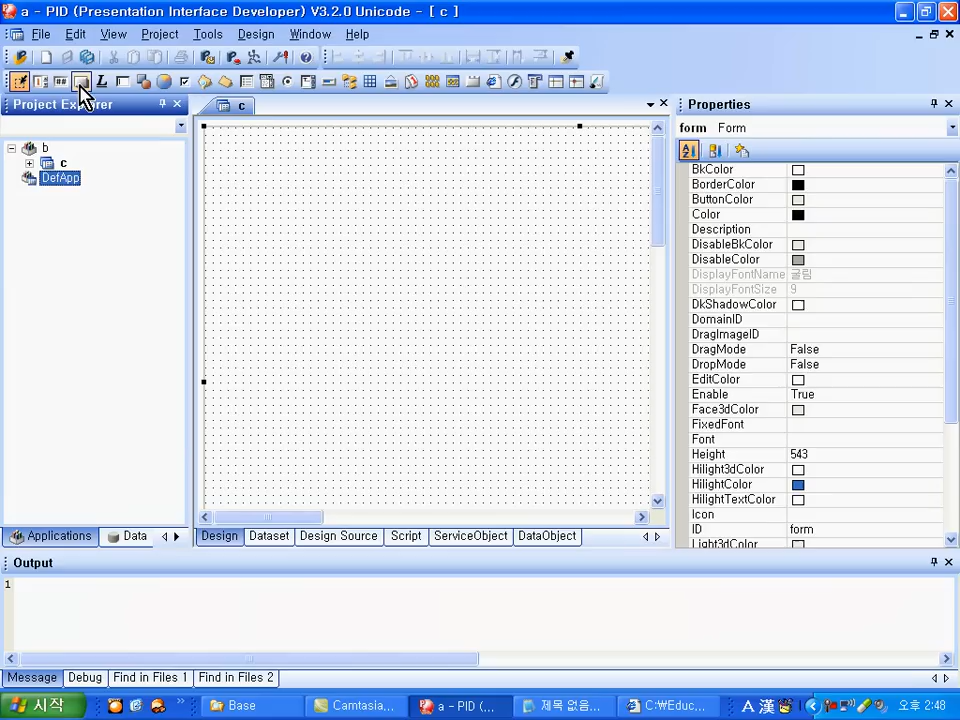 a - PID (Presentation Interface Developer) V3.2.0 Unicode - [ c ]
File Edit View Project Tools Design Window Help
Project Explorer
c
Properties
form Form
b
c
DefApp
BkColor
BorderColor
ButtonColor
Color
Description
DisableBkColor
DisableColor
DisplayFontName 굴림
DisplayFontSize 9
DkShadowColor
DomainID
DragImageID
DragMode False
DropMode False
EditColor
Enable True
Face3dColor
FixedFont
Font
Height 543
Hilight3dColor
HilightColor
HilightTextColor
Icon
ID form
Light3dColor
Applications Data
Design Dataset Design Source Script ServiceObject DataObject
Output
1
Message Debug Find in Files 1 Find in Files 2
시작 Base Camtasia... a - PID (... 제목 없음... C:₩Educ... A 漢 오후 2:48